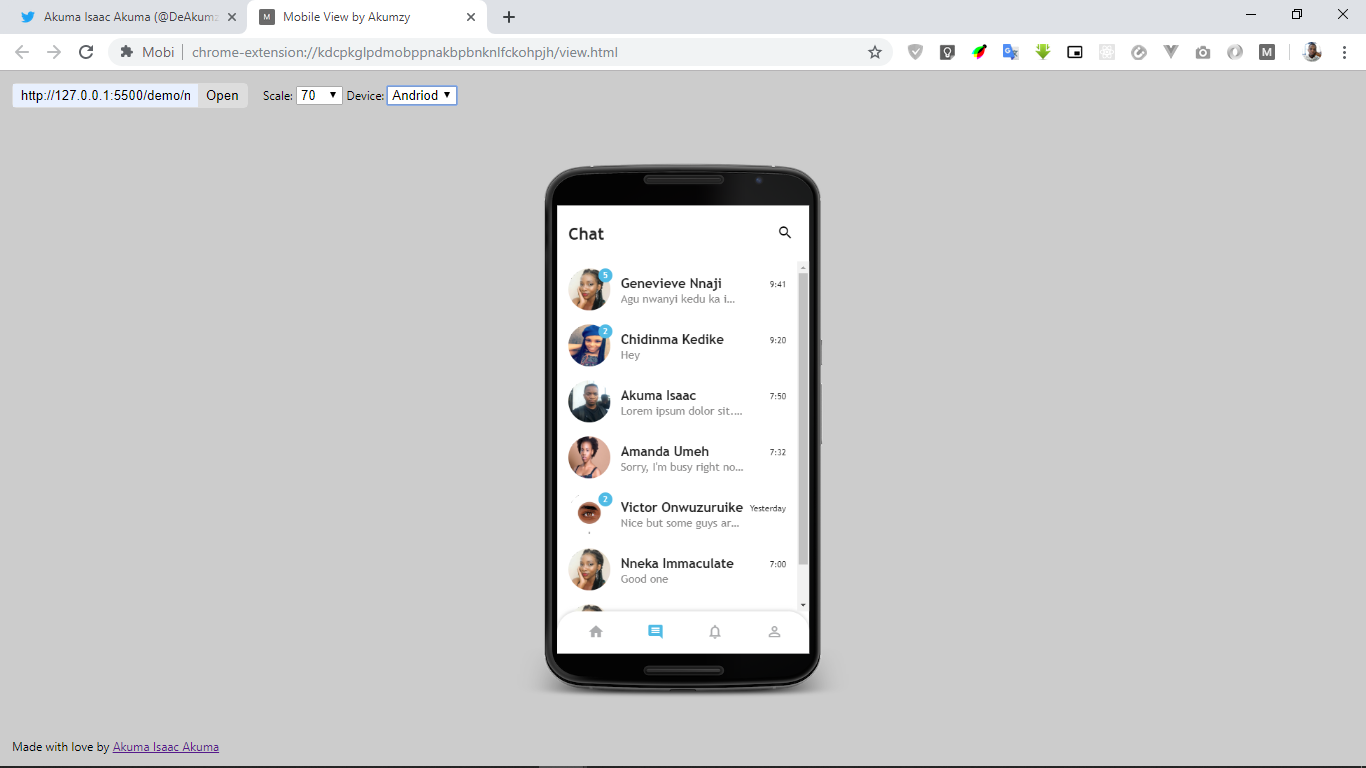 Akuma Isaac Akuma (@DeAkumz
Mobile View by Akumzy
Mobi
chrome-extension://kdcpkglpdmobppnakbpbnknlfckohpjh/view.html
http://127.0.0.1:5500/demo/n
Open
Scale: 70
Device: Andriod
Chat
5
Genevieve Nnaji
9:41
Agu nwanyi kedu ka i...
2
Chidinma Kedike
9:20
Hey
Akuma Isaac
7:50
Lorem ipsum dolor sit....
Amanda Umeh
7:32
Sorry, I'm busy right no...
2
Victor Onwuzuruike
Yesterday
Nice but some guys ar...
Nneka Immaculate
7:00
Good one
Made with love by Akuma Isaac Akuma